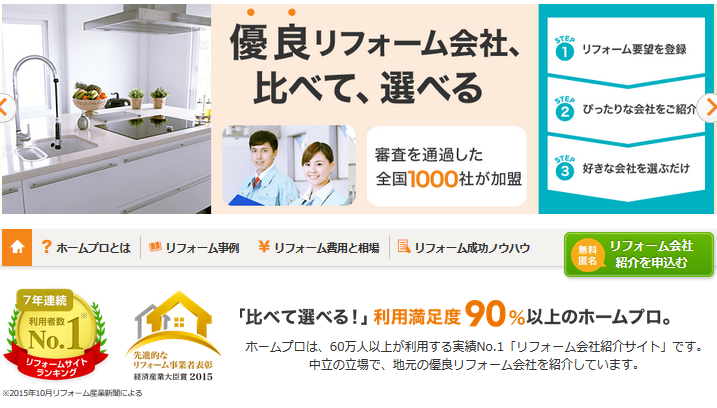 優良リフォーム会社、
比べて、選べる
審査を通過した
全国1000社が加盟
STEP 1 リフォーム要望を登録
STEP 2 ぴったりな会社をご紹介
STEP 3 好きな会社を選ぶだけ
? ホームプロとは
リフォーム事例
¥ リフォーム費用と相場
リフォーム成功ノウハウ
無料
匿名
リフォーム会社
紹介を申込む
7年連続
利用者数
No.1※
リフォームサイト
ランキング
※2015年10月リフォーム産業新聞による
先進的な
リフォーム事業者表彰
経済産業大臣賞 2015
「比べて選べる！」利用満足度90%以上のホームプロ。
ホームプロは、60万人以上が利用する実績No.1「リフォーム会社紹介サイト」です。
中立の立場で、地元の優良リフォーム会社を紹介しています。